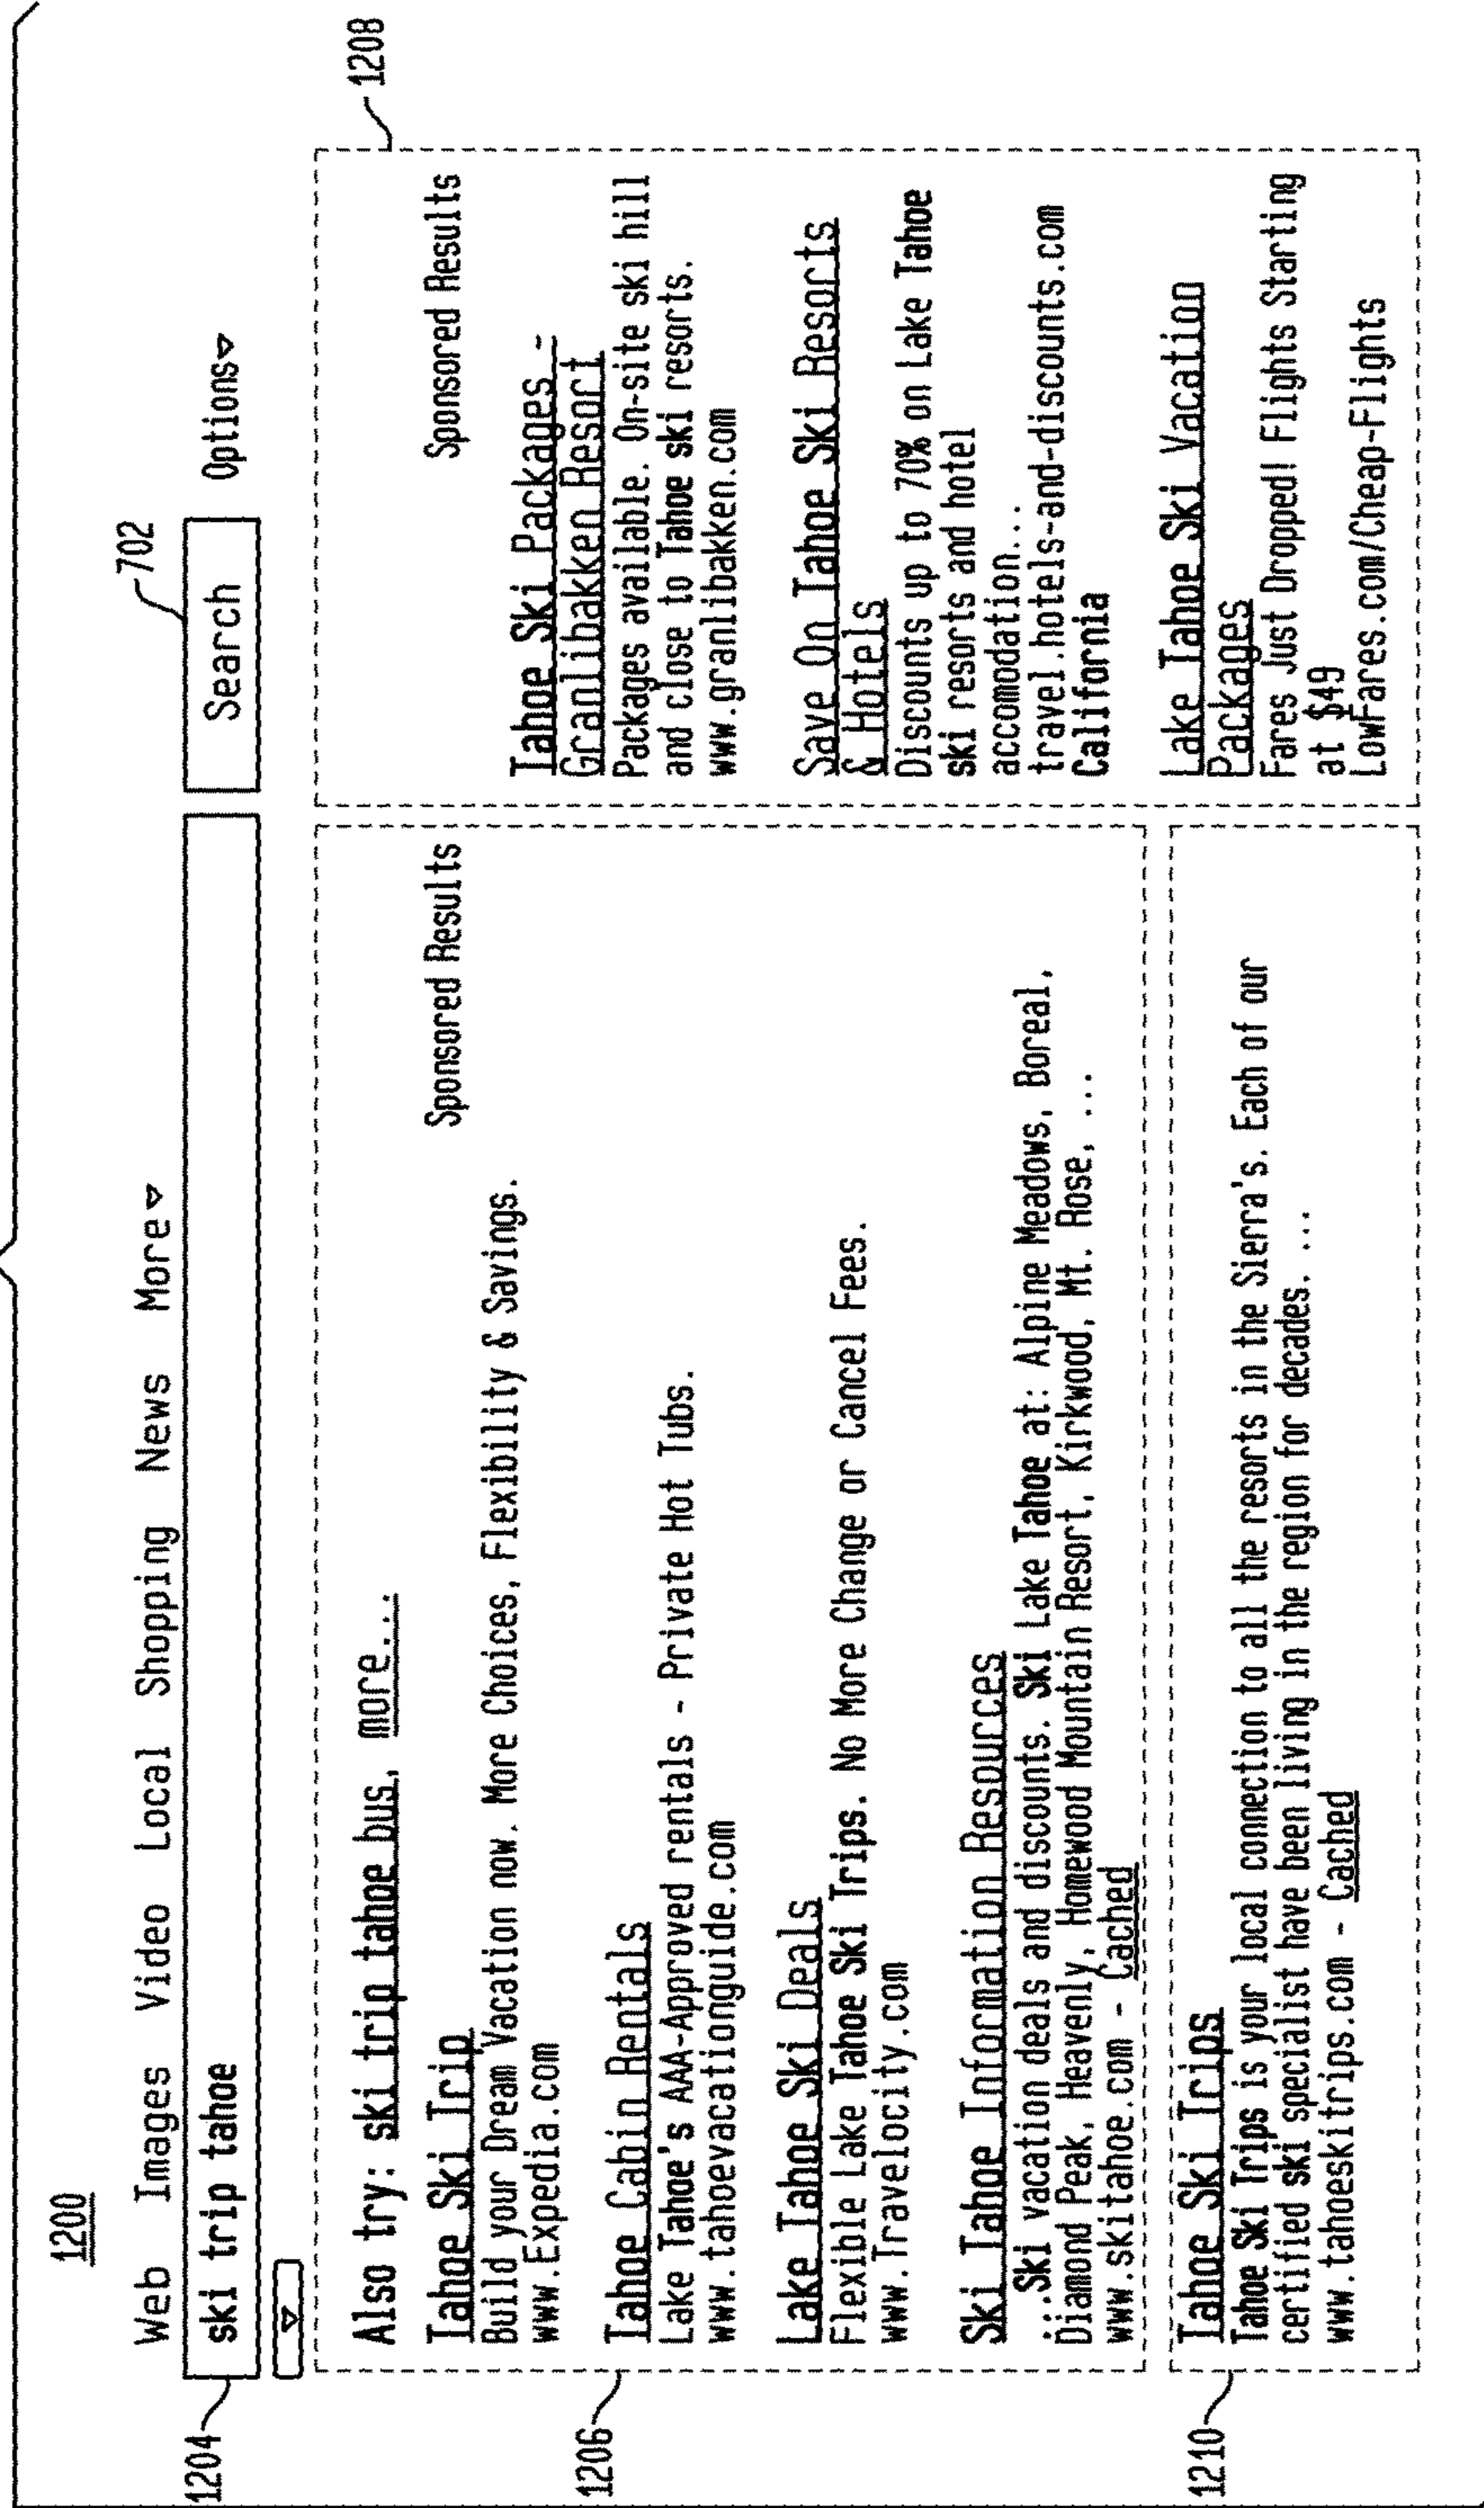 1200
Web Images Video Local Shopping News More
702
1204
ski trip tahoe
Search
Options
1208
1206
Also try: ski trip tahoe bus, more...
Sponsored Results
Tahoe Ski Trip
Build your Dream Vacation now. More Choices, Flexibility & Savings.
www.Expedia.com
Tahoe Cabin Rentals
Lake Tahoe's AAA-Approved rentals - Private Hot Tubs.
www.tahoevacationguide.com
Lake Tahoe Ski Deals
Flexible Lake Tahoe Ski Trips. No More Change or Cancel Fees.
www.Travelocity.com
Ski Tahoe Information Resources
...Ski vacation deals and discounts. Ski Lake Tahoe at: Alpine Meadows, Boreal,
Diamond Peak, Heavenly, Homewood Mountain Resort, Kirkwood, Mt. Rose, ...
www.skitahoe.com - Cached
1210
Tahoe Ski Trips
Tahoe Ski Trips is your local connection to all the resorts in the Sierra's. Each of our
certified ski specialist have been living in the region for decades. ...
www.tahoeskitrips.com - Cached
Sponsored Results
Tahoe Ski Packages -
Granlibakken Resort
Packages available. On-site ski hill
and close to Tahoe ski resorts.
www.granlibakken.com
Save On Tahoe Ski Resorts
& Hotels
Discounts up to 70% on Lake Tahoe
ski resorts and hotel
accomodation...
travel.hotels-and-discounts.com
California
Lake Tahoe Ski Vacation
Packages
Fares Just Dropped! Flights Starting
at $49
LowFares.com/Cheap-Flights